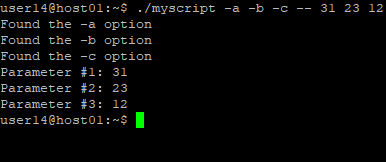 user14@host01:~$ ./myscript -a -b -c -- 31 23 12
Found the -a option
Found the -b option
Found the -c option
Parameter #1: 31
Parameter #2: 23
Parameter #3: 12
user14@host01:~$